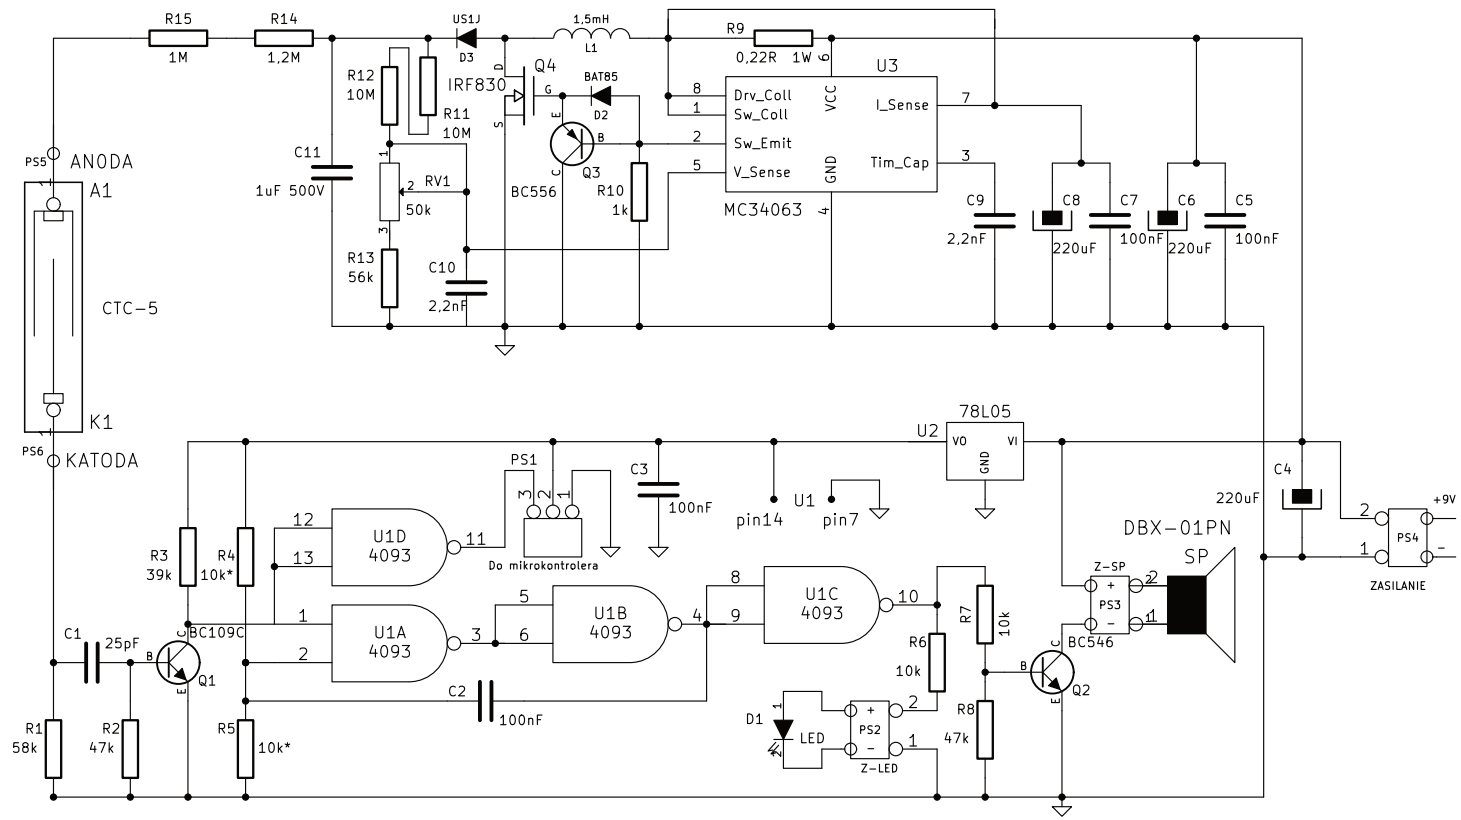 R15
1M
R14
1,2M
US1J
D3
1,5mH
L1
R9
0,22R 1W
R12
10M
R11
10M
IRF830
Q4
D
G
S
BAT85
D2
E
B
C
Q3
BC556
R10
1k
U3
MC34063
8
1
2
5
6
4
7
3
Drv_Coll
Sw_Coll
Sw_Emit
V_Sense
VCC
GND
I_Sense
Tim_Cap
PS5
ANODA
1
A1
CTC-5
K1
1
PS6
KATODA
C11
1uF 500V
1
2
3
RV1
50k
R13
56k
C10
2,2nF
C9
2,2nF
C8
220uF
C7
100nF
C6
220uF
C5
100nF
78L05
U2
VO
VI
GND
C4
220uF
+9V
-
2
1
PS4
ZASILANIE
PS1
3
2
1
Do mikrokontrolera
C3
100nF
U1
pin14
pin7
DBX-01PN
SP
Z-SP
+
-
PS3
2
2
1
1
R3
39k
R4
10k*
12
13
U1D
4093
11
1
2
U1A
4093
3
5
6
U1B
4093
4
8
9
U1C
4093
10
C1
25pF
BC109C
C
B
E
Q1
R1
58k
R2
47k
R5
10k*
C2
100nF
R7
10k
R6
10k
R8
47k
BC546
C
B
E
Q2
D1
1
2
LED
+
-
PS2
2
1
Z-LED